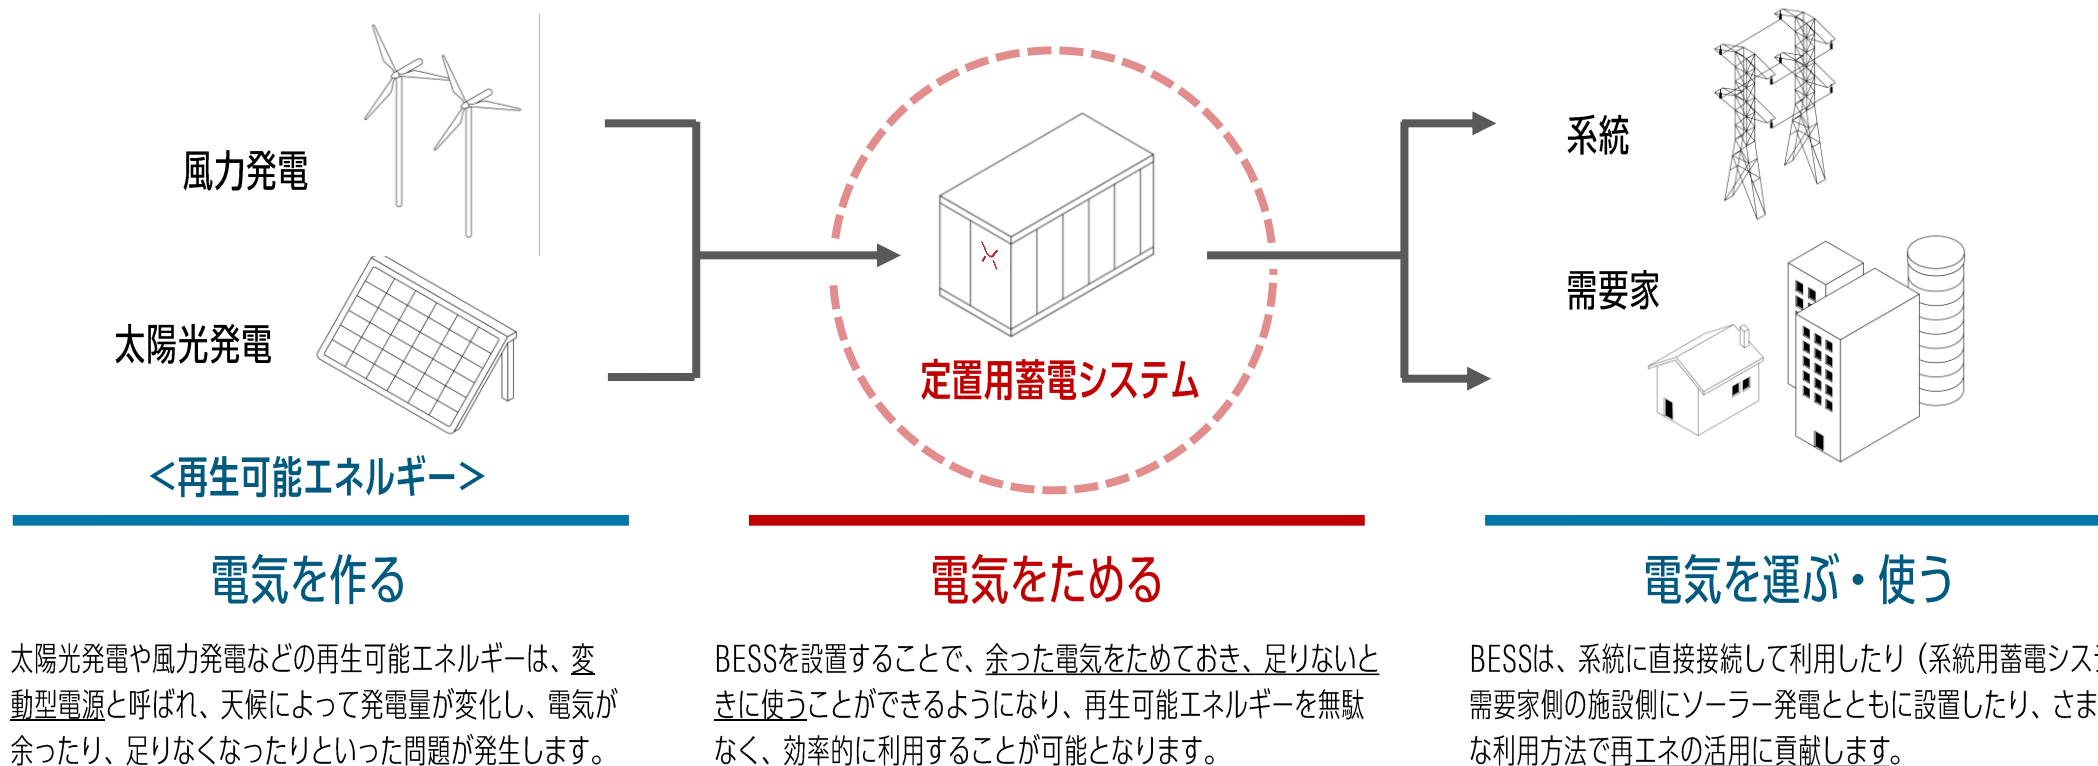 風力発電
太陽光発電
<再生可能エネルギー>
定置用蓄電システム
系統
需要家
電気を作る
太陽光発電や風力発電などの再生可能エネルギーは、変
動型電源と呼ばれ、天候によって発電量が変化し、電気が
余ったり、足りなくなったりといった問題が発生します。
電気をためる
BESSを設置することで、余った電気をためておき、足りないと
きに使うことができるようになり、再生可能エネルギーを無駄
なく、効率的に利用することが可能となります。
電気を運ぶ・使う
BESSは、系統に直接接続して利用したり（系統用蓄電シス
需要家側の施設側にソーラー発電とともに設置したり、さま
な利用方法で再エネの活用に貢献します。